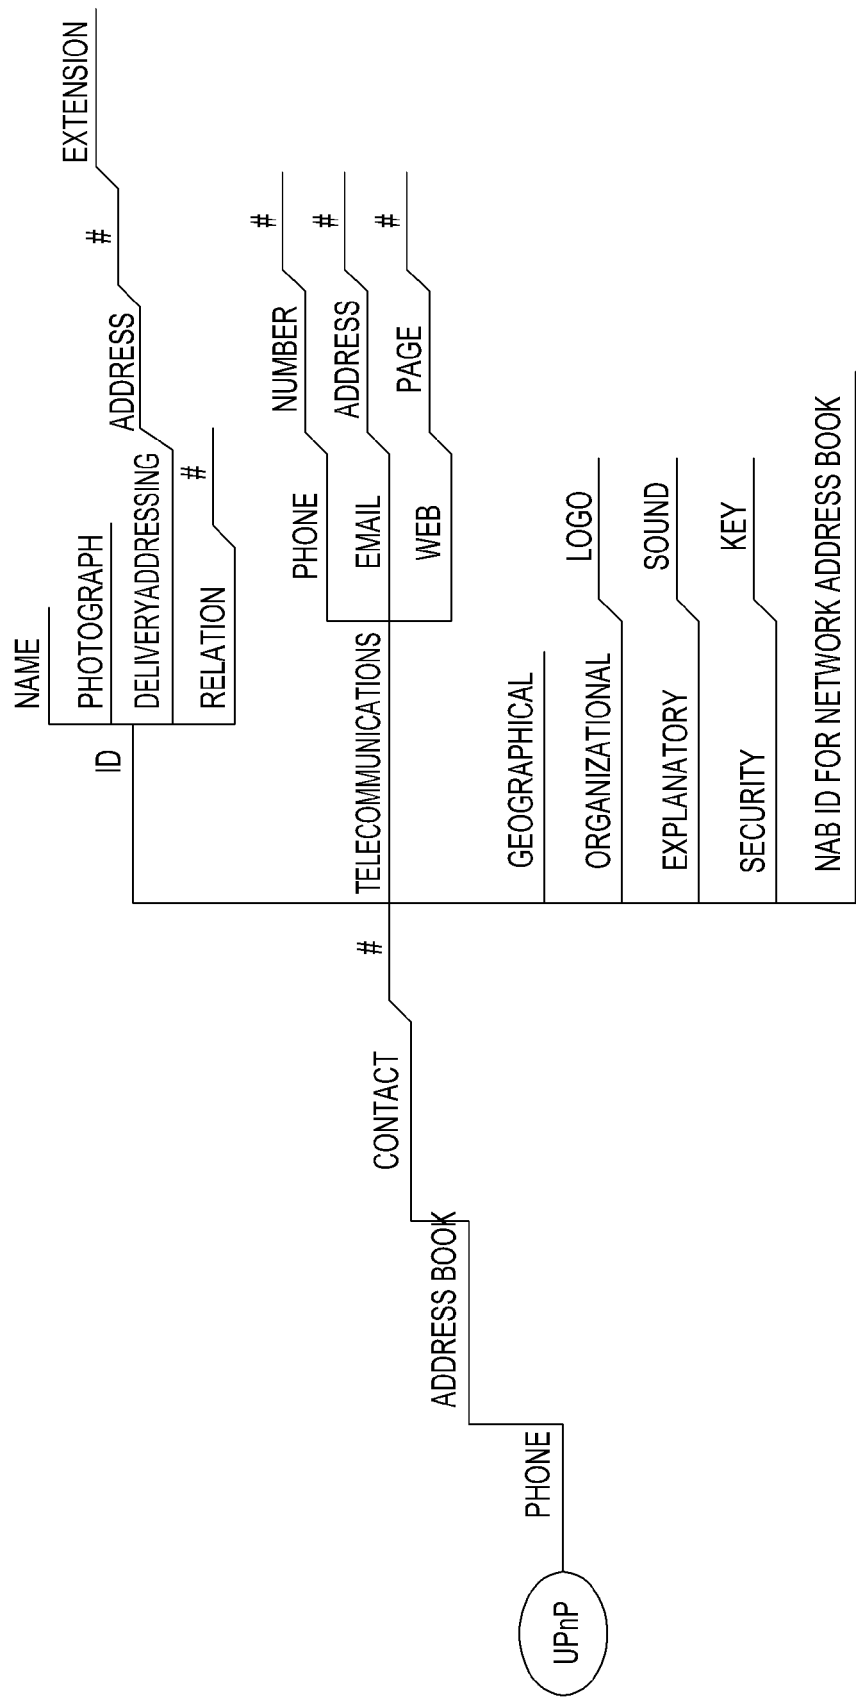 UPnP
PHONE
ADDRESS BOOK
CONTACT
#
ID
NAME
PHOTOGRAPH
DELIVERYADDRESSING
ADDRESS
#
EXTENSION
RELATION
#
TELECOMMUNICATIONS
PHONE
NUMBER
#
EMAIL
ADDRESS
#
WEB
PAGE
#
GEOGRAPHICAL
ORGANIZATIONAL
LOGO
EXPLANATORY
SOUND
SECURITY
KEY
NAB ID FOR NETWORK ADDRESS BOOK